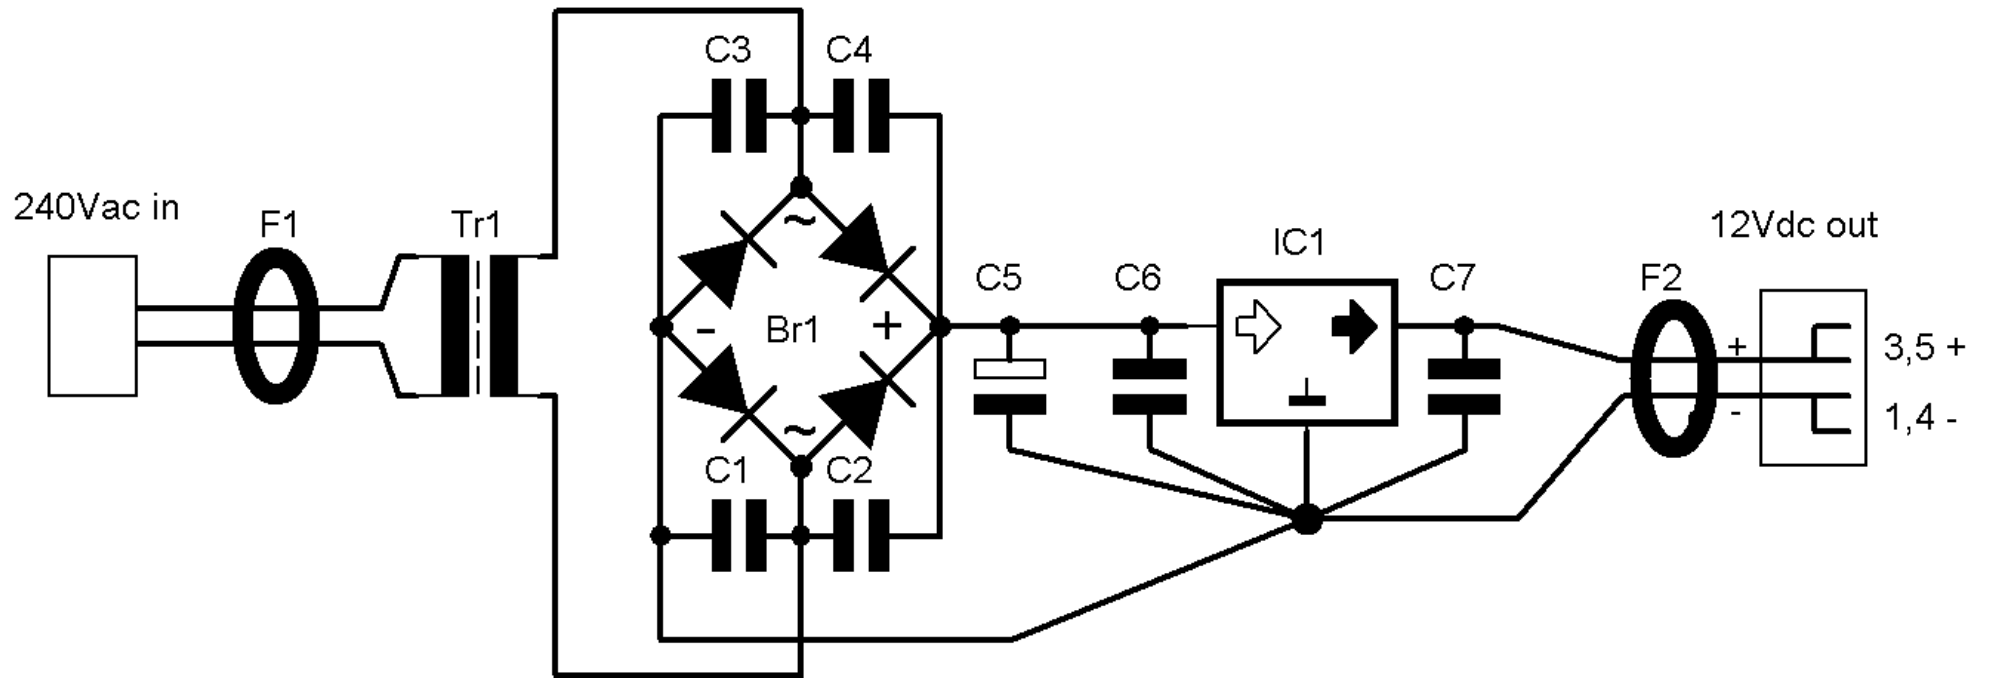 240Vac in
F1
Tr1
C3
C4
~
-
Br1
+
~
C1
C2
C5
C6
IC1
C7
12Vdc out
F2
+
-
3,5 +
1,4 -